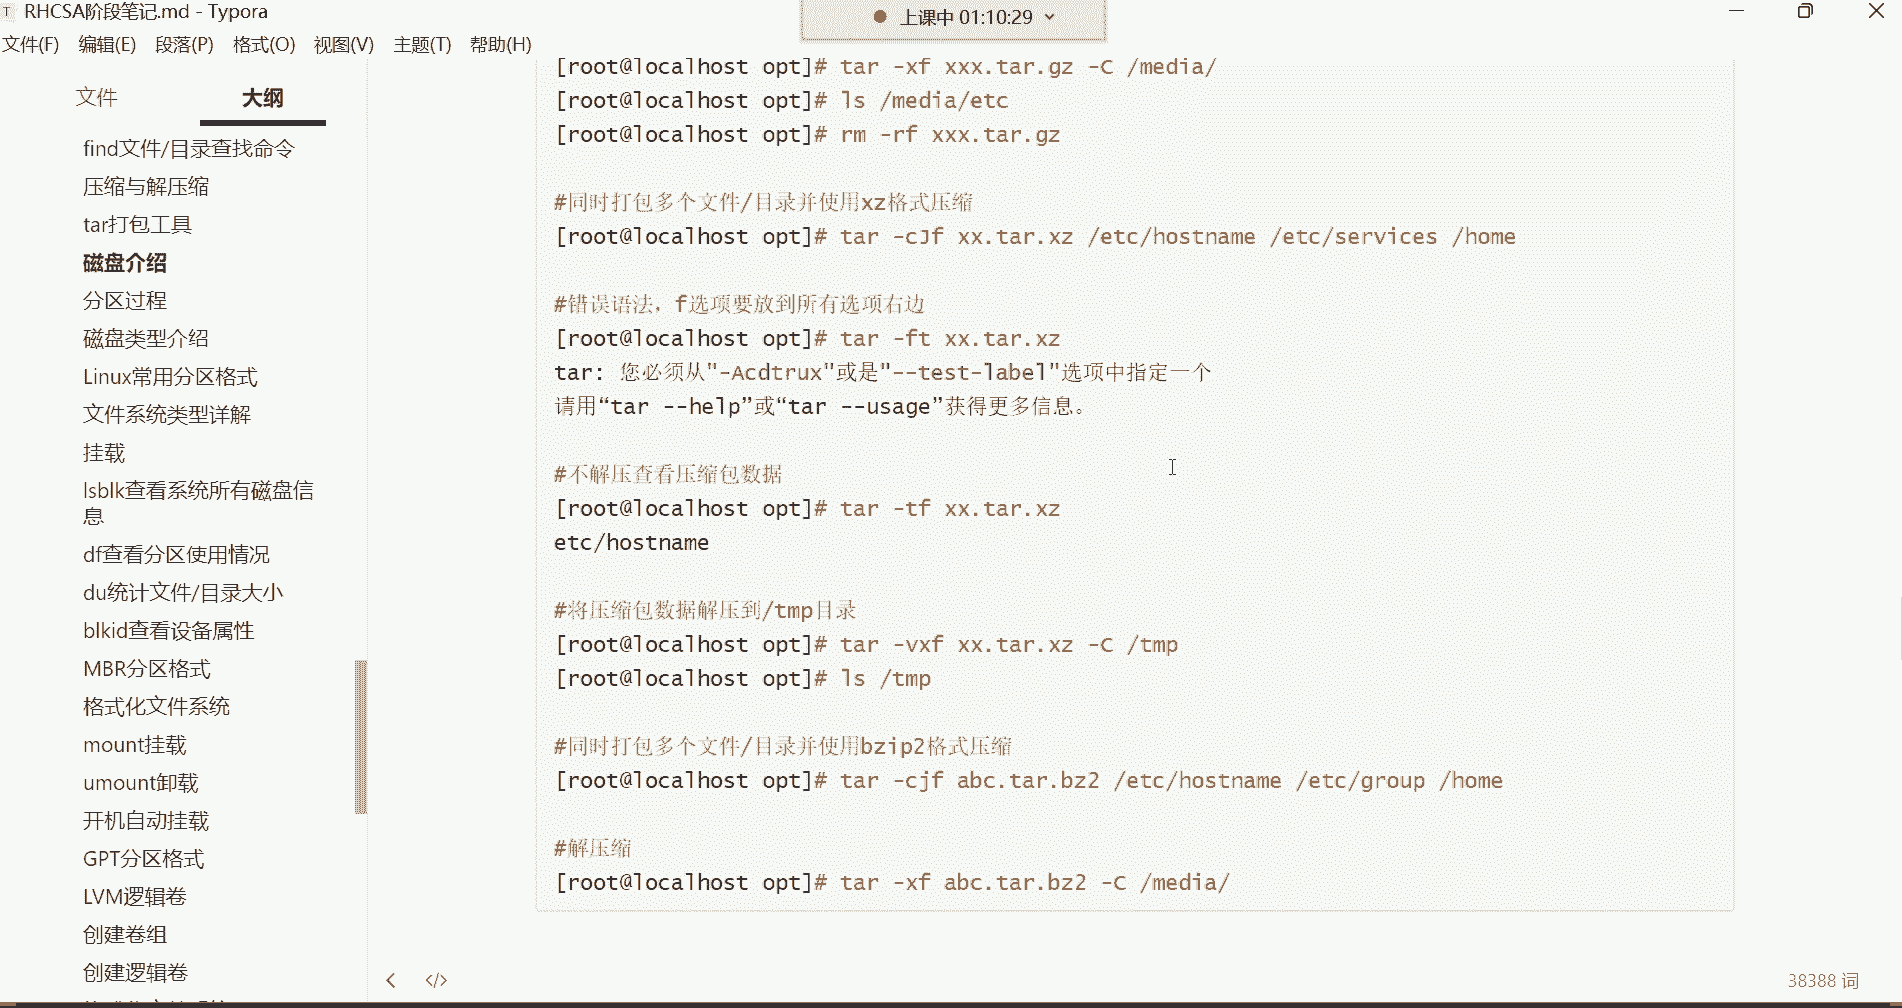 RHCSA阶段笔记.md - Typora
上课中 01:10:29
文件(F) 编辑(E) 段落(P) 格式(O) 视图(V) 主题(T) 帮助(H)
文件 大纲
find文件/目录查找命令
压缩与解压缩
tar打包工具
磁盘介绍
分区过程
磁盘类型介绍
Linux常用分区格式
文件系统类型详解
挂载
lsblk查看系统所有磁盘信
息
df查看分区使用情况
du统计文件/目录大小
blkid查看设备属性
MBR分区格式
格式化文件系统
mount挂载
umount卸载
开机自动挂载
GPT分区格式
LVM逻辑卷
创建卷组
创建逻辑卷
[root@localhost opt]# tar -xf xxx.tar.gz -C /media/
[root@localhost opt]# ls /media/etc
[root@localhost opt]# rm -rf xxx.tar.gz
#同时打包多个文件/目录并使用xz格式压缩
[root@localhost opt]# tar -cJf xx.tar.xz /etc/hostname /etc/services /home
#错误语法，f选项要放到所有选项右边
[root@localhost opt]# tar -ft xx.tar.xz
tar: 您必须从"-Acdtrux"或是"--test-label"选项中指定一个
请用“tar --help”或“tar --usage”获得更多信息。
#不解压查看压缩包数据
[root@localhost opt]# tar -tf xx.tar.xz
etc/hostname
#将压缩包数据解压到/tmp目录
[root@localhost opt]# tar -vxf xx.tar.xz -C /tmp
[root@localhost opt]# ls /tmp
#同时打包多个文件/目录并使用bzip2格式压缩
[root@localhost opt]# tar -cjf abc.tar.bz2 /etc/hostname /etc/group /home
#解压缩
[root@localhost opt]# tar -xf abc.tar.bz2 -C /media/
38388 词